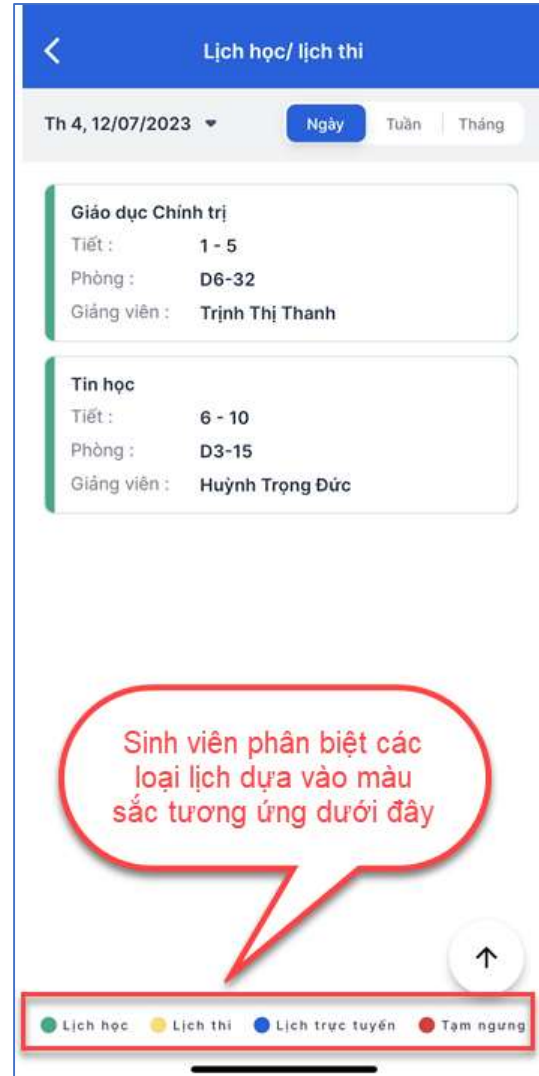 Lịch học/ lịch thi
Th 4, 12/07/2023 Ngày Tuần Tháng
Giáo dục Chính trị
Tiết : 1 - 5
Phòng : D6-32
Giảng viên : Trịnh Thị Thanh
Tin học
Tiết : 6 - 10
Phòng : D3-15
Giảng viên : Huỳnh Trọng Đức
Sinh viên phân biệt các
loại lịch dựa vào màu
sắc tương ứng dưới đây
Lịch học Lịch thi Lịch trực tuyến Tạm ngưng